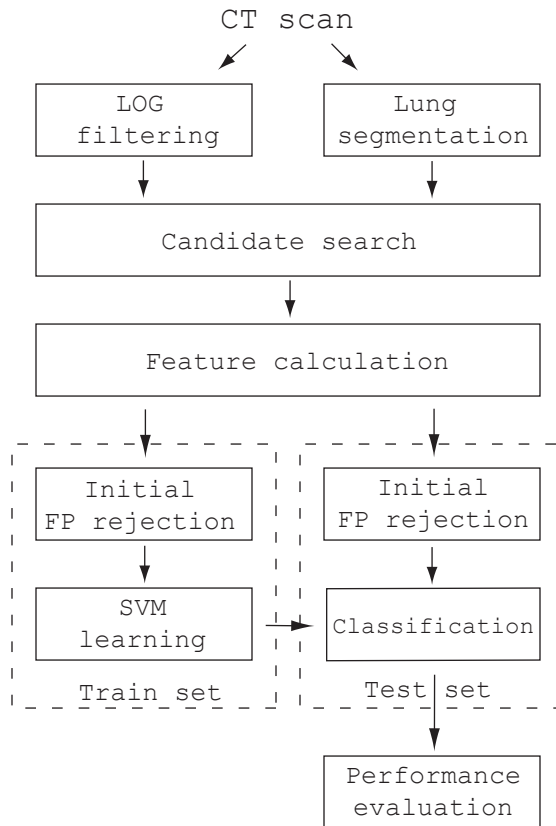 CT scan
LOG
filtering
Lung
segmentation
Candidate search
Feature calculation
Initial
FP rejection
SVM
learning
Train set
Initial
FP rejection
Classification
Test set
Performance
evaluation